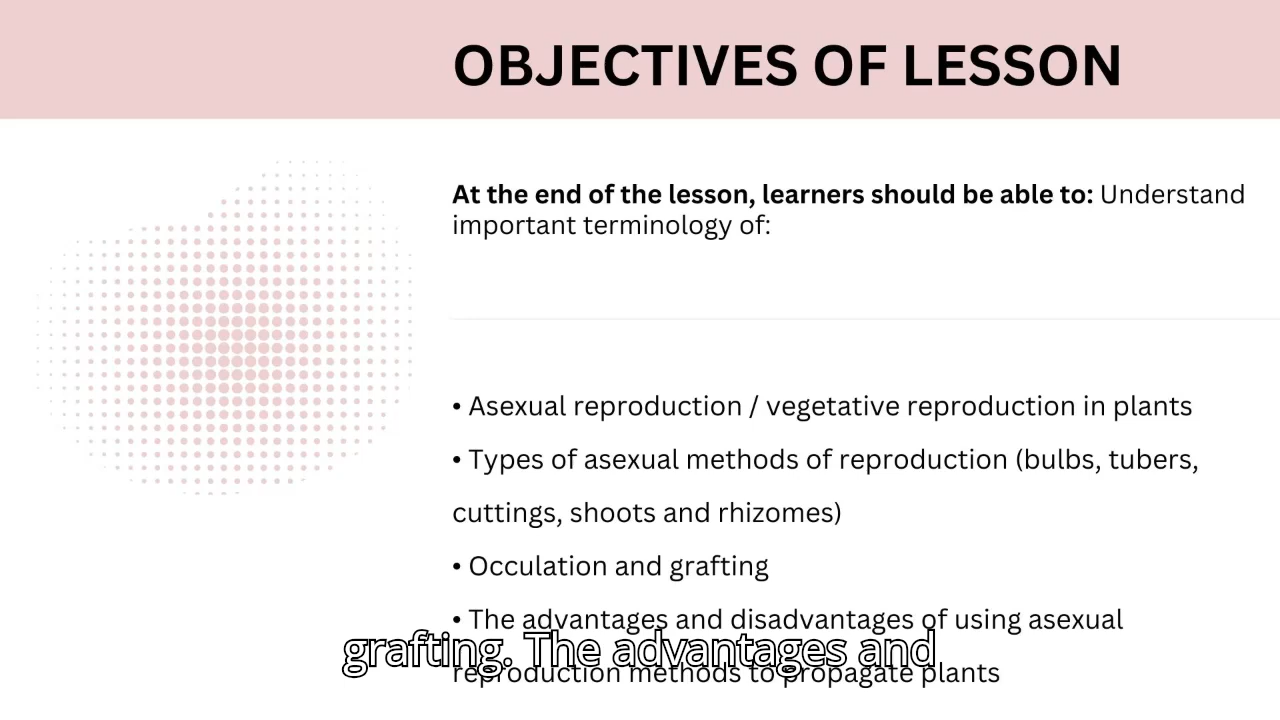 OBJECTIVES OF LESSON
At the end of the lesson, learners should be able to: Understand
important terminology of:
• Asexual reproduction / vegetative reproduction in plants
• Types of asexual methods of reproduction (bulbs, tubers,
cuttings, shoots and rhizomes)
• Occulation and grafting
• The advantages and disadvantages of using asexual
grafting. The advantages and
reproduction methods to propagate plants